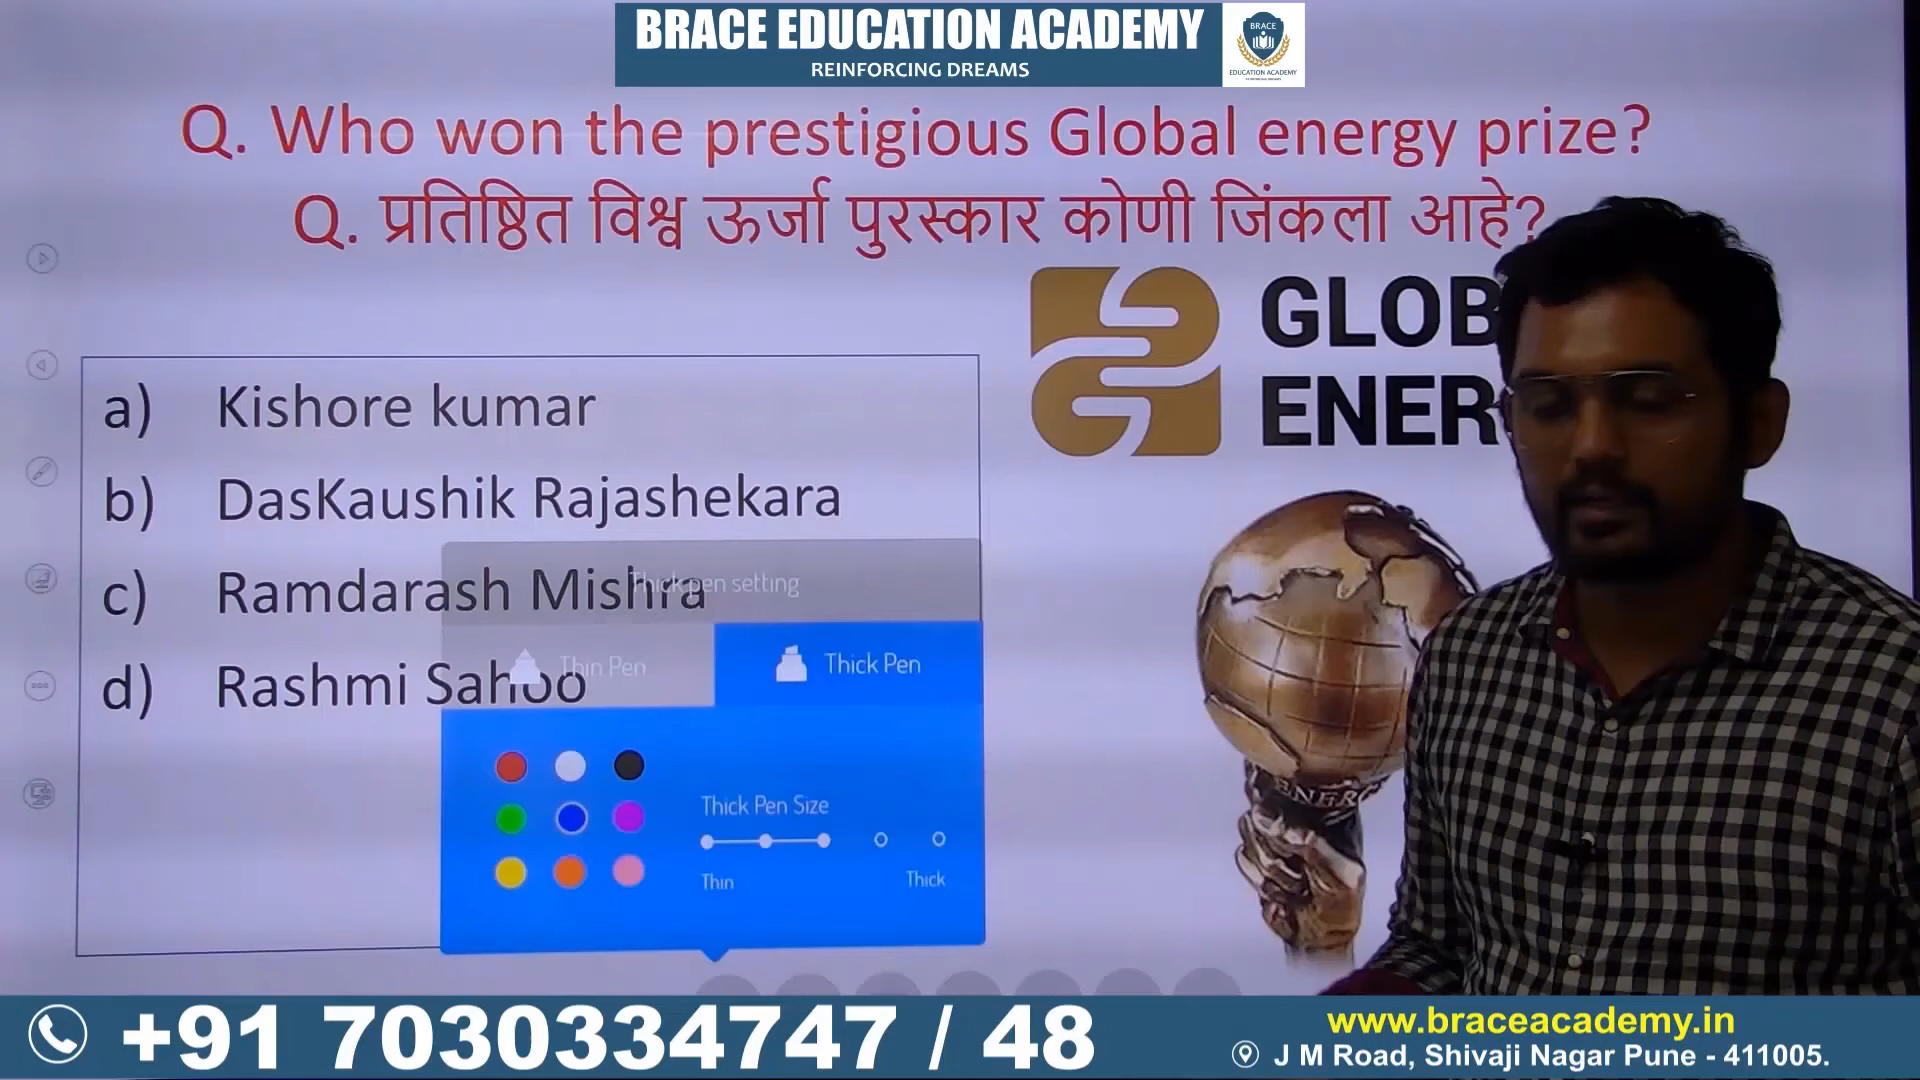 BRACE EDUCATION ACADEMY
REINFORCING DREAMS
BRACE
EDUCATION ACADEMY
Q. Who won the prestigious Global energy prize?
Q. प्रतिष्ठित विश्व ऊर्जा पुरस्कार कोणी जिंकला आहे?
GLOB
ENER
a) Kishore kumar
b) DasKaushik Rajashekara
c) Ramdarash Mishra
d) Rashmi Sahoo
Thick pen setting
Thin Pen
Thick Pen
Thick Pen Size
Thin
Thick
ENERG
+91 7030334747 / 48
www.braceacademy.in
J M Road, Shivaji Nagar Pune - 411005.